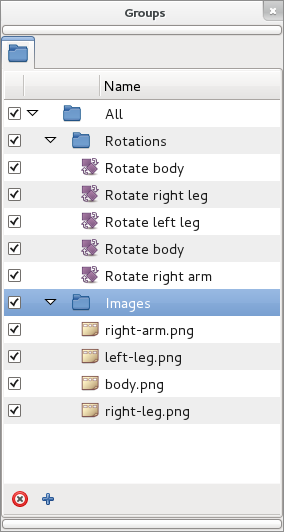 Groups
Name
All
Rotations
Rotate body
Rotate right leg
Rotate left leg
Rotate body
Rotate right arm
Images
right-arm.png
left-leg.png
body.png
right-leg.png